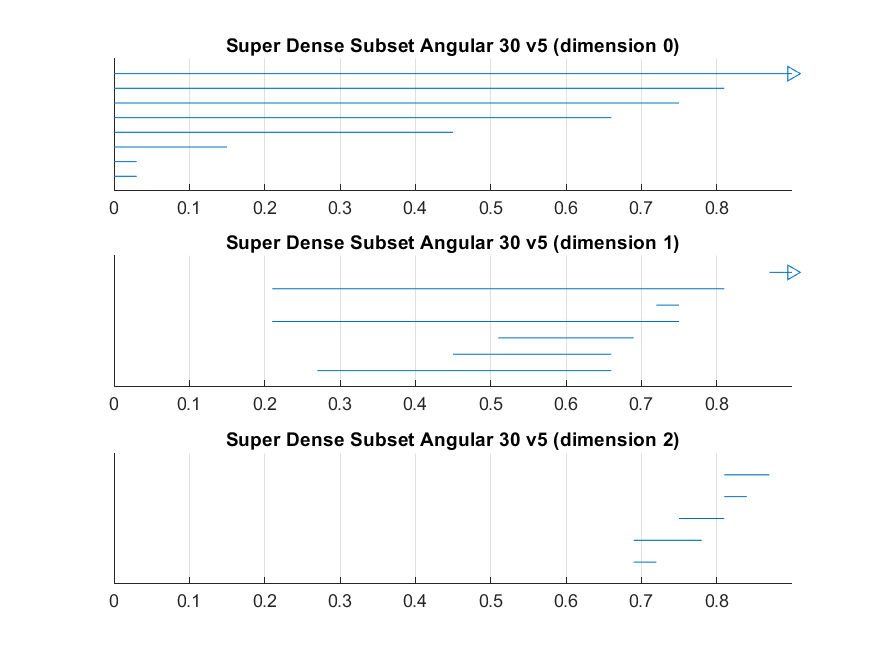 Super Dense Subset Angular 30 v5 (dimension 0)
0 0.1 0.2 0.3 0.4 0.5 0.6 0.7 0.8
Super Dense Subset Angular 30 v5 (dimension 1)
0 0.1 0.2 0.3 0.4 0.5 0.6 0.7 0.8
Super Dense Subset Angular 30 v5 (dimension 2)
0 0.1 0.2 0.3 0.4 0.5 0.6 0.7 0.8